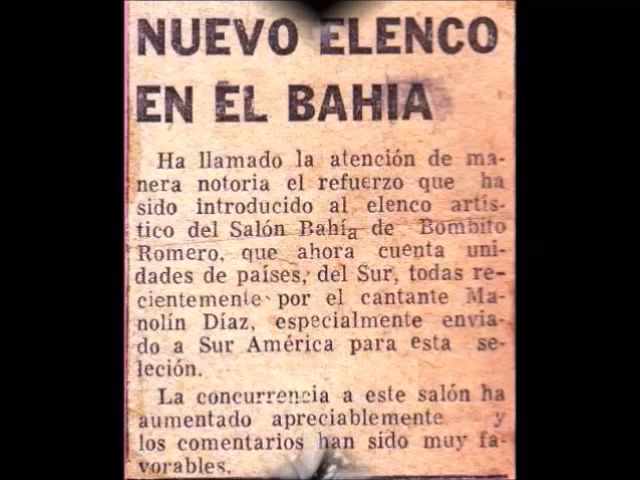 NUEVO ELENCO
EN EL BAHIA
Ha llamado la atención de ma-
nera notoria el refuerzo que ha
sido introducido al elenco artís-
tico del Salón Bahía de Bombito
Romero, que ahora cuenta uni-
dades de países, del Sur, todas re-
cientemente por el cantante Ma-
nolín Díaz, especialmente envia-
do a Sur América para esta se-
leción.
La concurrencia a este salón ha
aumentado apreciablemente y
los comentarios han sido muy fa-
vorables.